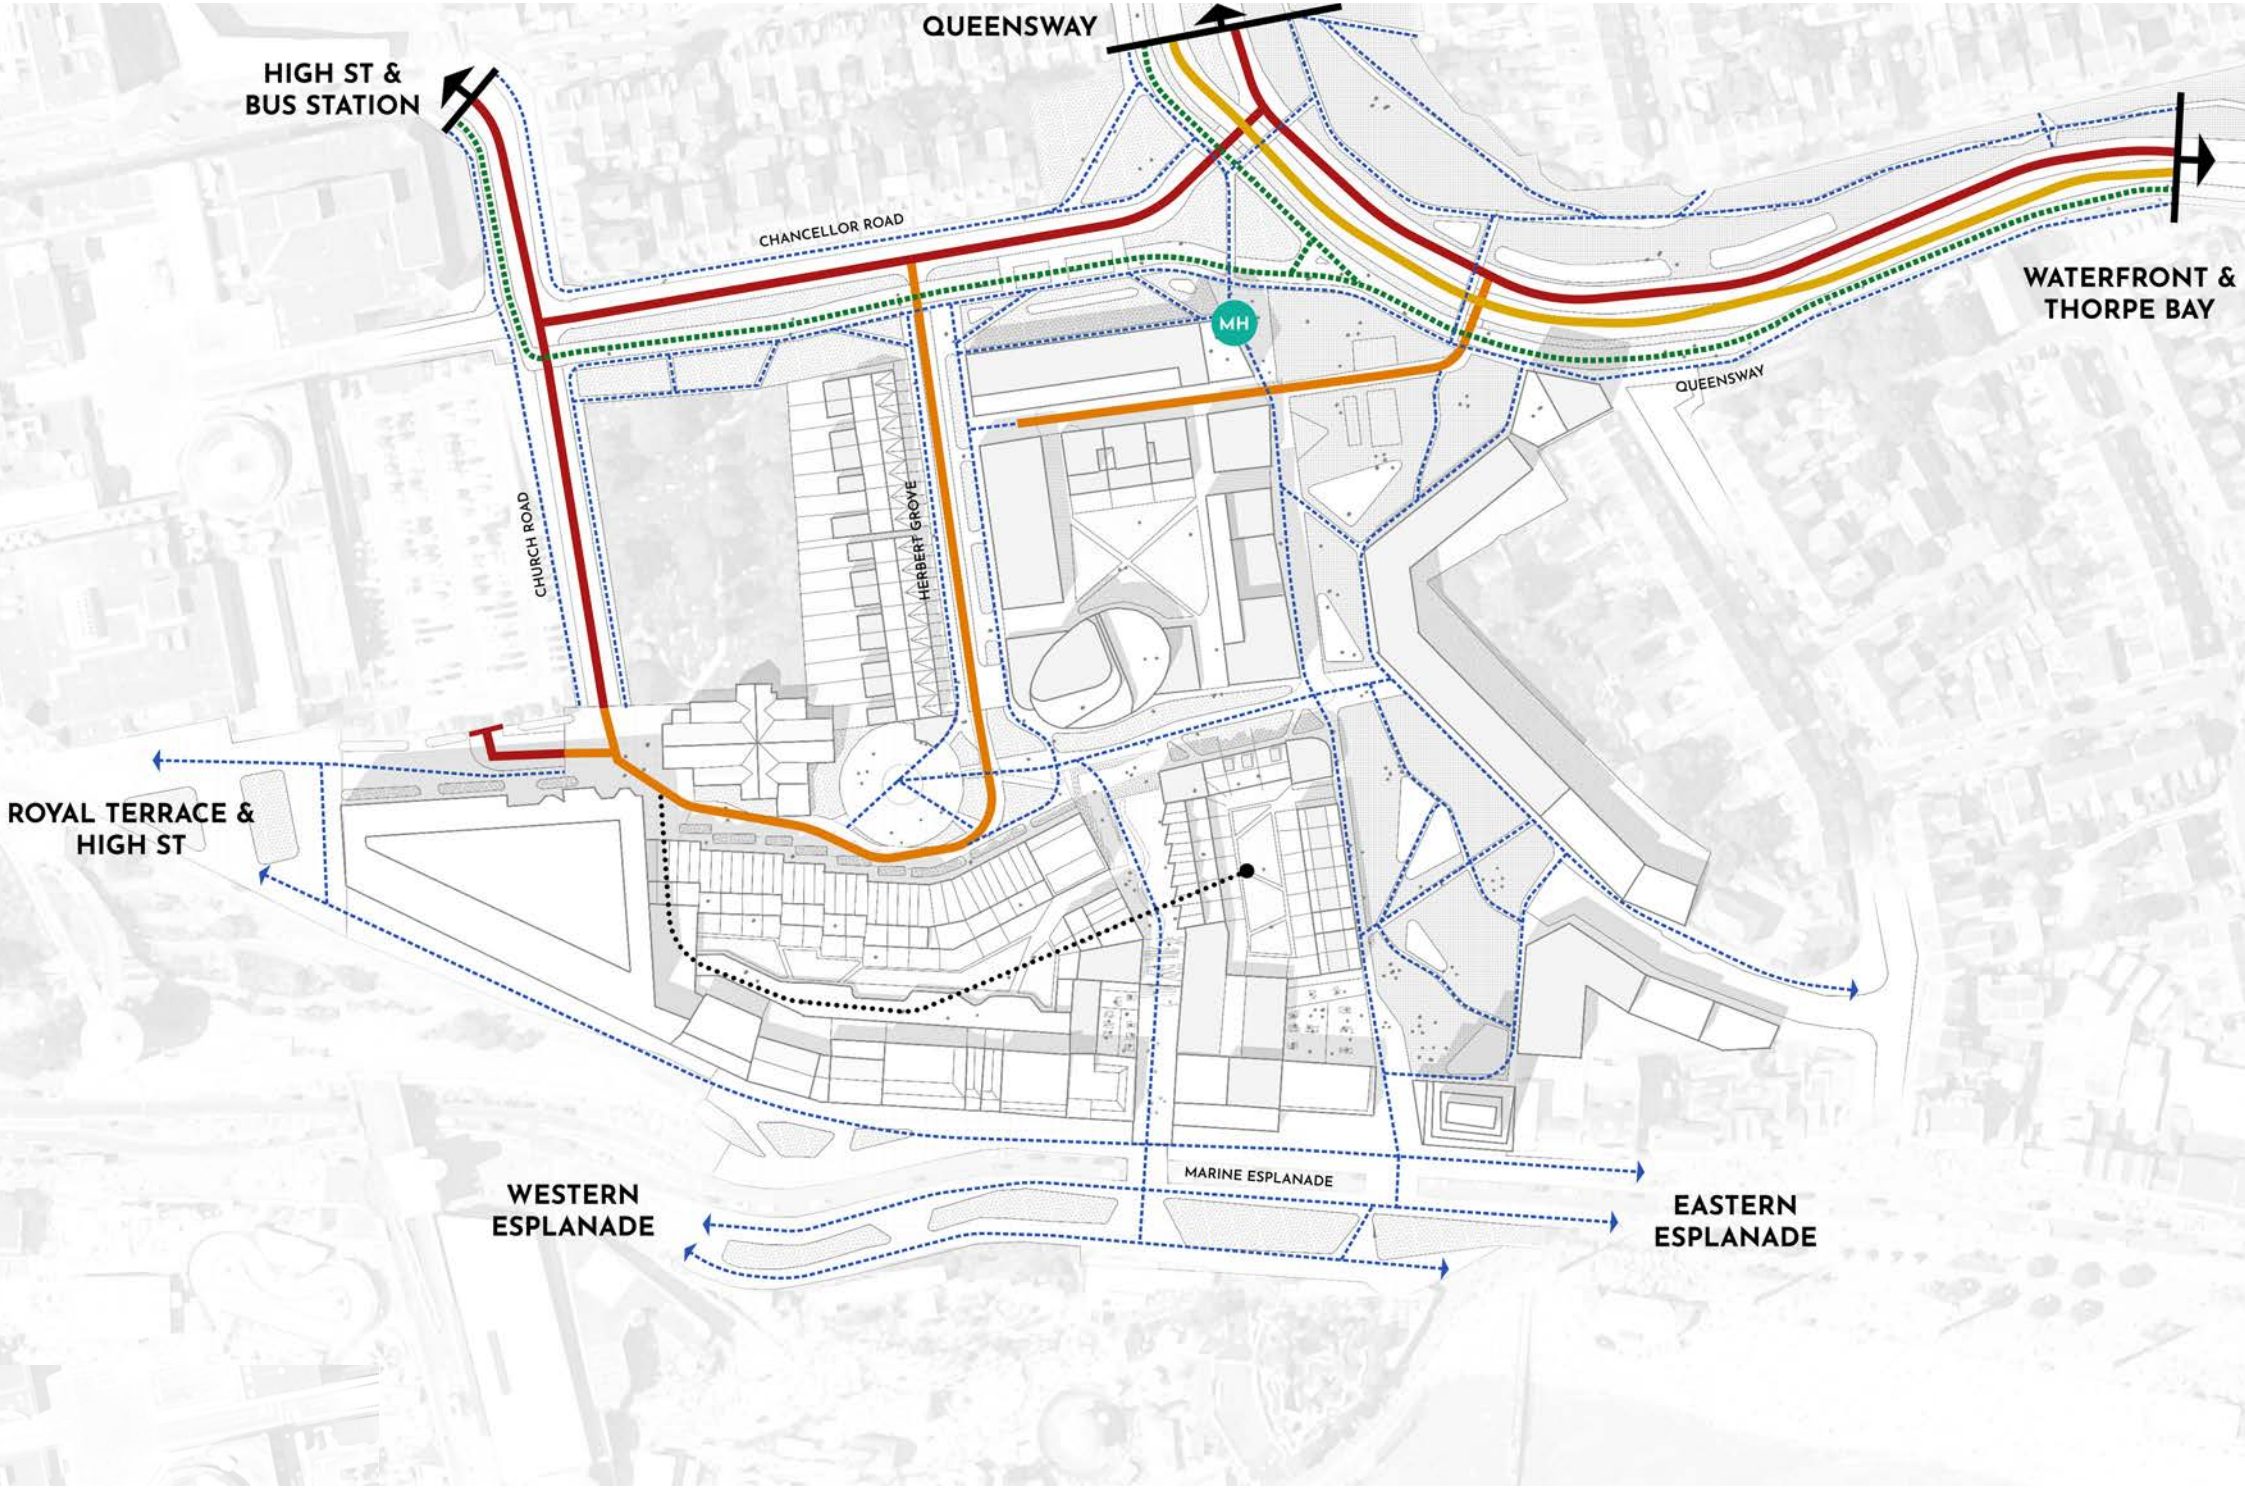 QUEENSWAY
HIGH ST &
BUS STATION
CHANCELLOR ROAD
WATERFRONT &
THORPE BAY
MH
QUEENSWAY
CHURCH ROAD
HERBERT GROVE
ROYAL TERRACE &
HIGH ST
MARINE ESPLANADE
WESTERN
ESPLANADE
EASTERN
ESPLANADE